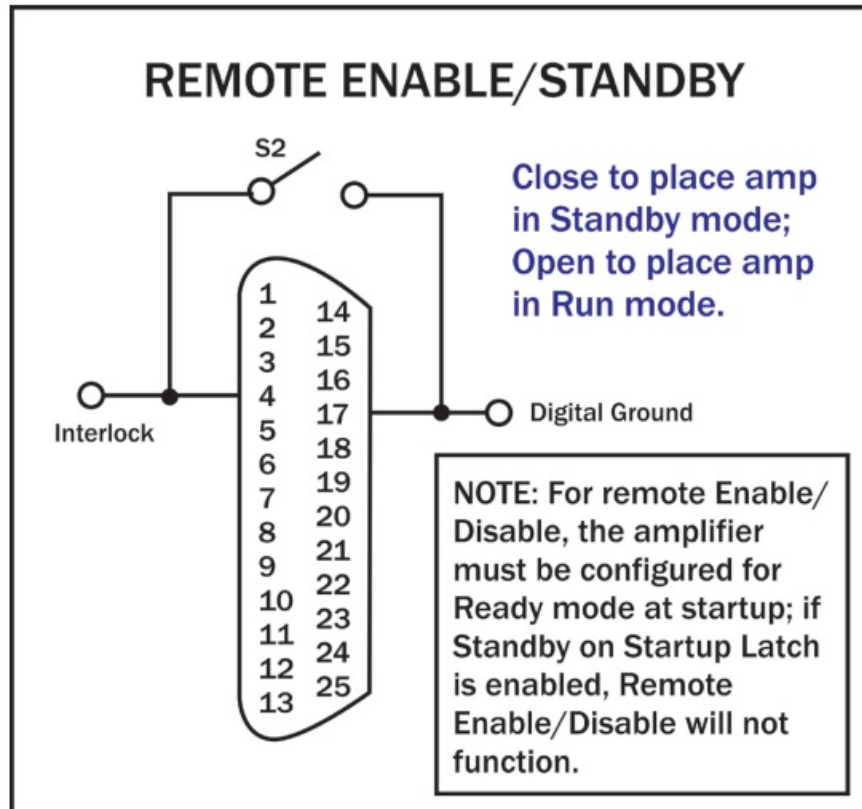 REMOTE ENABLE/STANDBY
S2
Close to place amp
in Standby mode;
Open to place amp
in Run mode.
1
2
3
4
5
6
7
8
9
10
11
12
13
14
15
16
17
18
19
20
21
22
23
24
25
Interlock
Digital Ground
NOTE: For remote Enable/
Disable, the amplifier
must be configured for
Ready mode at startup; if
Standby on Startup Latch
is enabled, Remote
Enable/Disable will not
function.